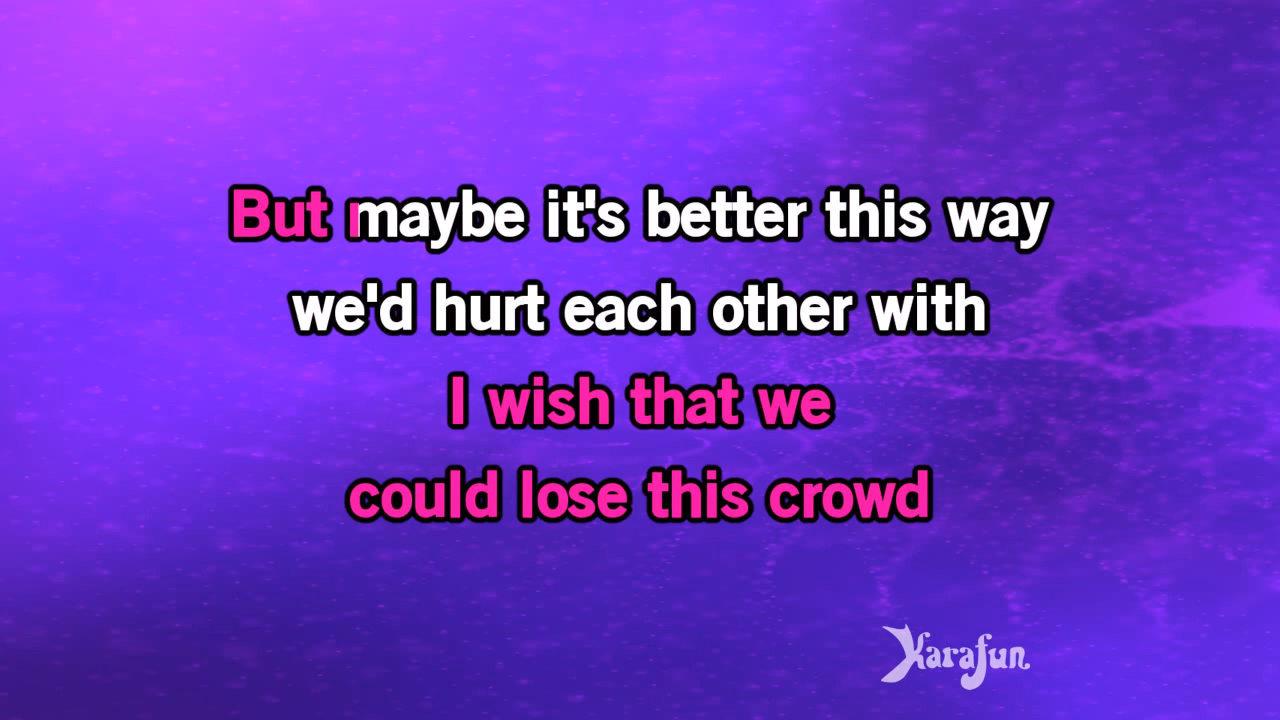 But maybe it's better this way
we'd hurt each other with
I wish that we
could lose this crowd
Karafun